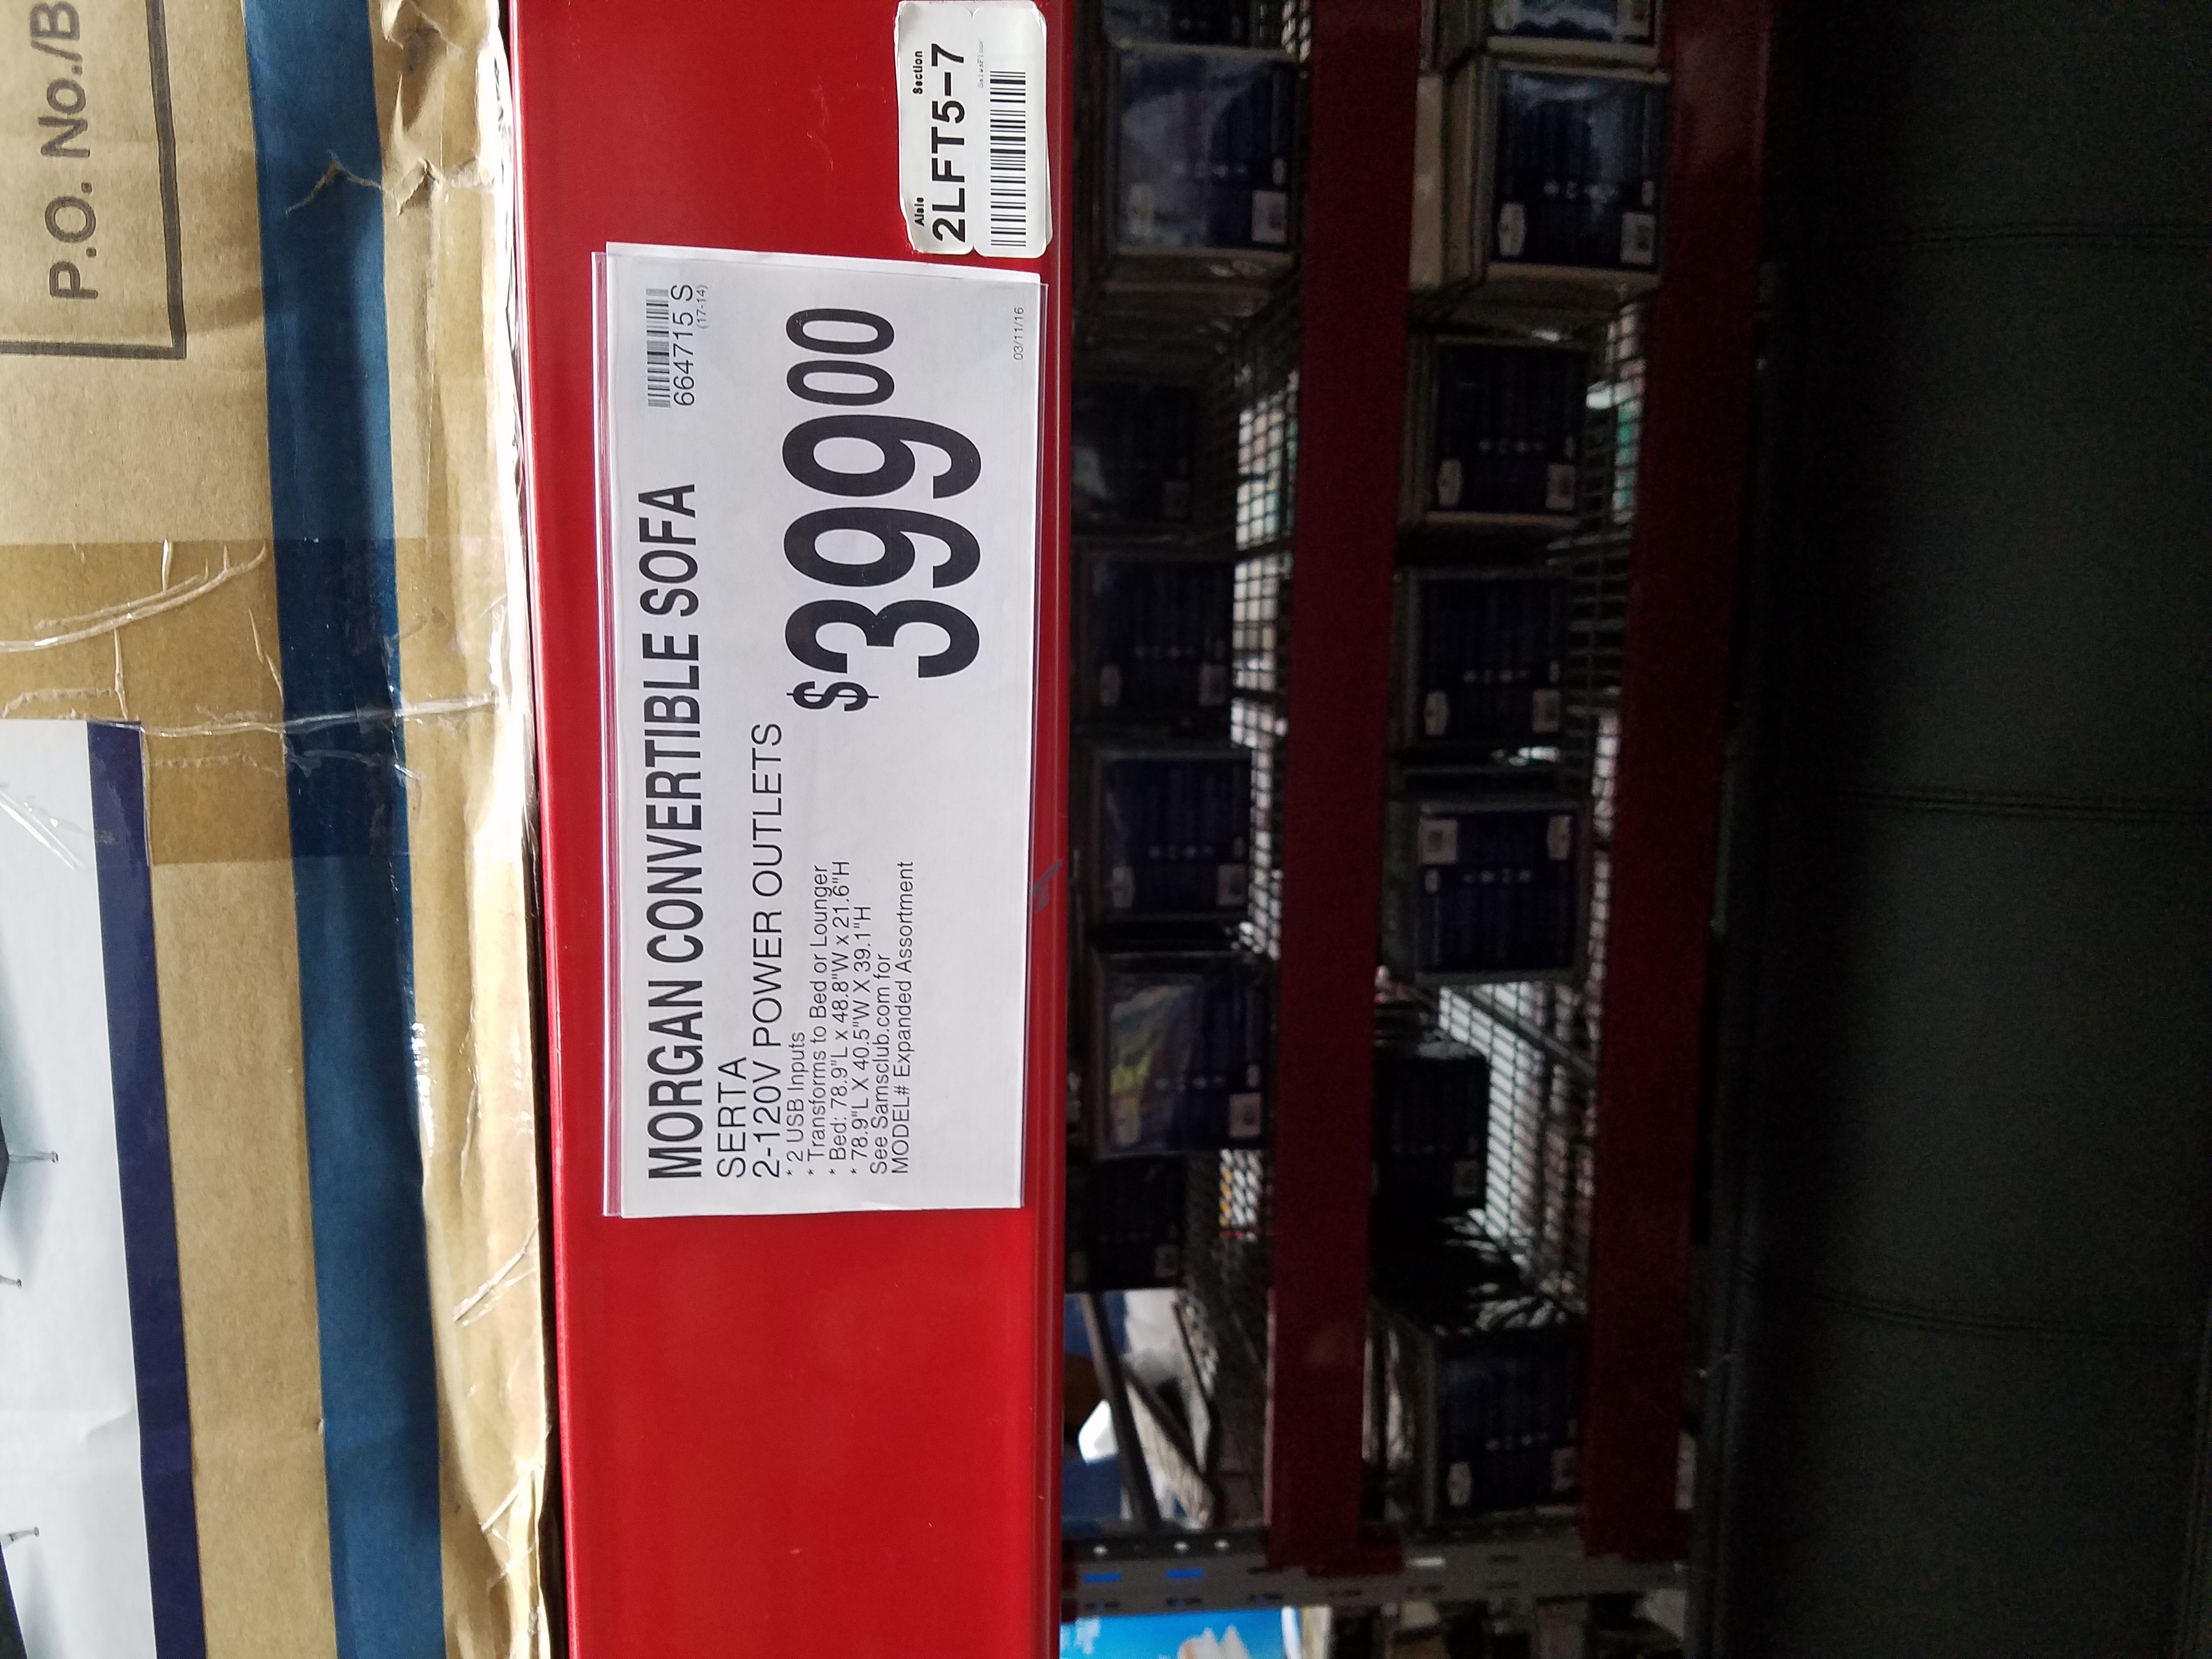 P.O. No./B
MORGAN CONVERTIBLE SOFA
6647715 S
(17-14)
SERTA
2-120V POWER OUTLETS
* 2 USB Inputs
* Transforms to Bed or Lounger
* Bed: 78.9"L x 48.8"W x 21.6"H
* 78.9"L X 40.5"W X 39.1"H
See Samsclub.com for
MODEL# Expanded Assortment
$39900
03/11/16
Aisle Section
2LFT5-7
SalesFloor